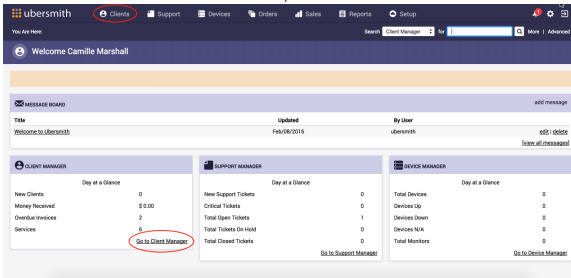 ubersmith Clients Support Devices Orders Sales Reports Setup
You Are Here: Search Client Manager for More | Advanced
Welcome Camille Marshall
MESSAGE BOARD add message
Title Updated By User
Welcome to Ubersmith Feb/08/2016 ubersmith edit | delete
[view all messages]
CLIENT MANAGER SUPPORT MANAGER DEVICE MANAGER
Day at a Glance Day at a Glance Day at a Glance
New Clients 0 New Support Tickets 0 Total Devices 0
Money Received $ 0.00 Critical Tickets 0 Devices Up 0
Overdue Invoices 2 Total Open Tickets 1 Devices Down 0
Services 6 Total Tickets On Hold 0 Devices N/A 0
Go to Client Manager Total Closed Tickets 0 Total Monitors 0
Go to Support Manager Go to Device Manager